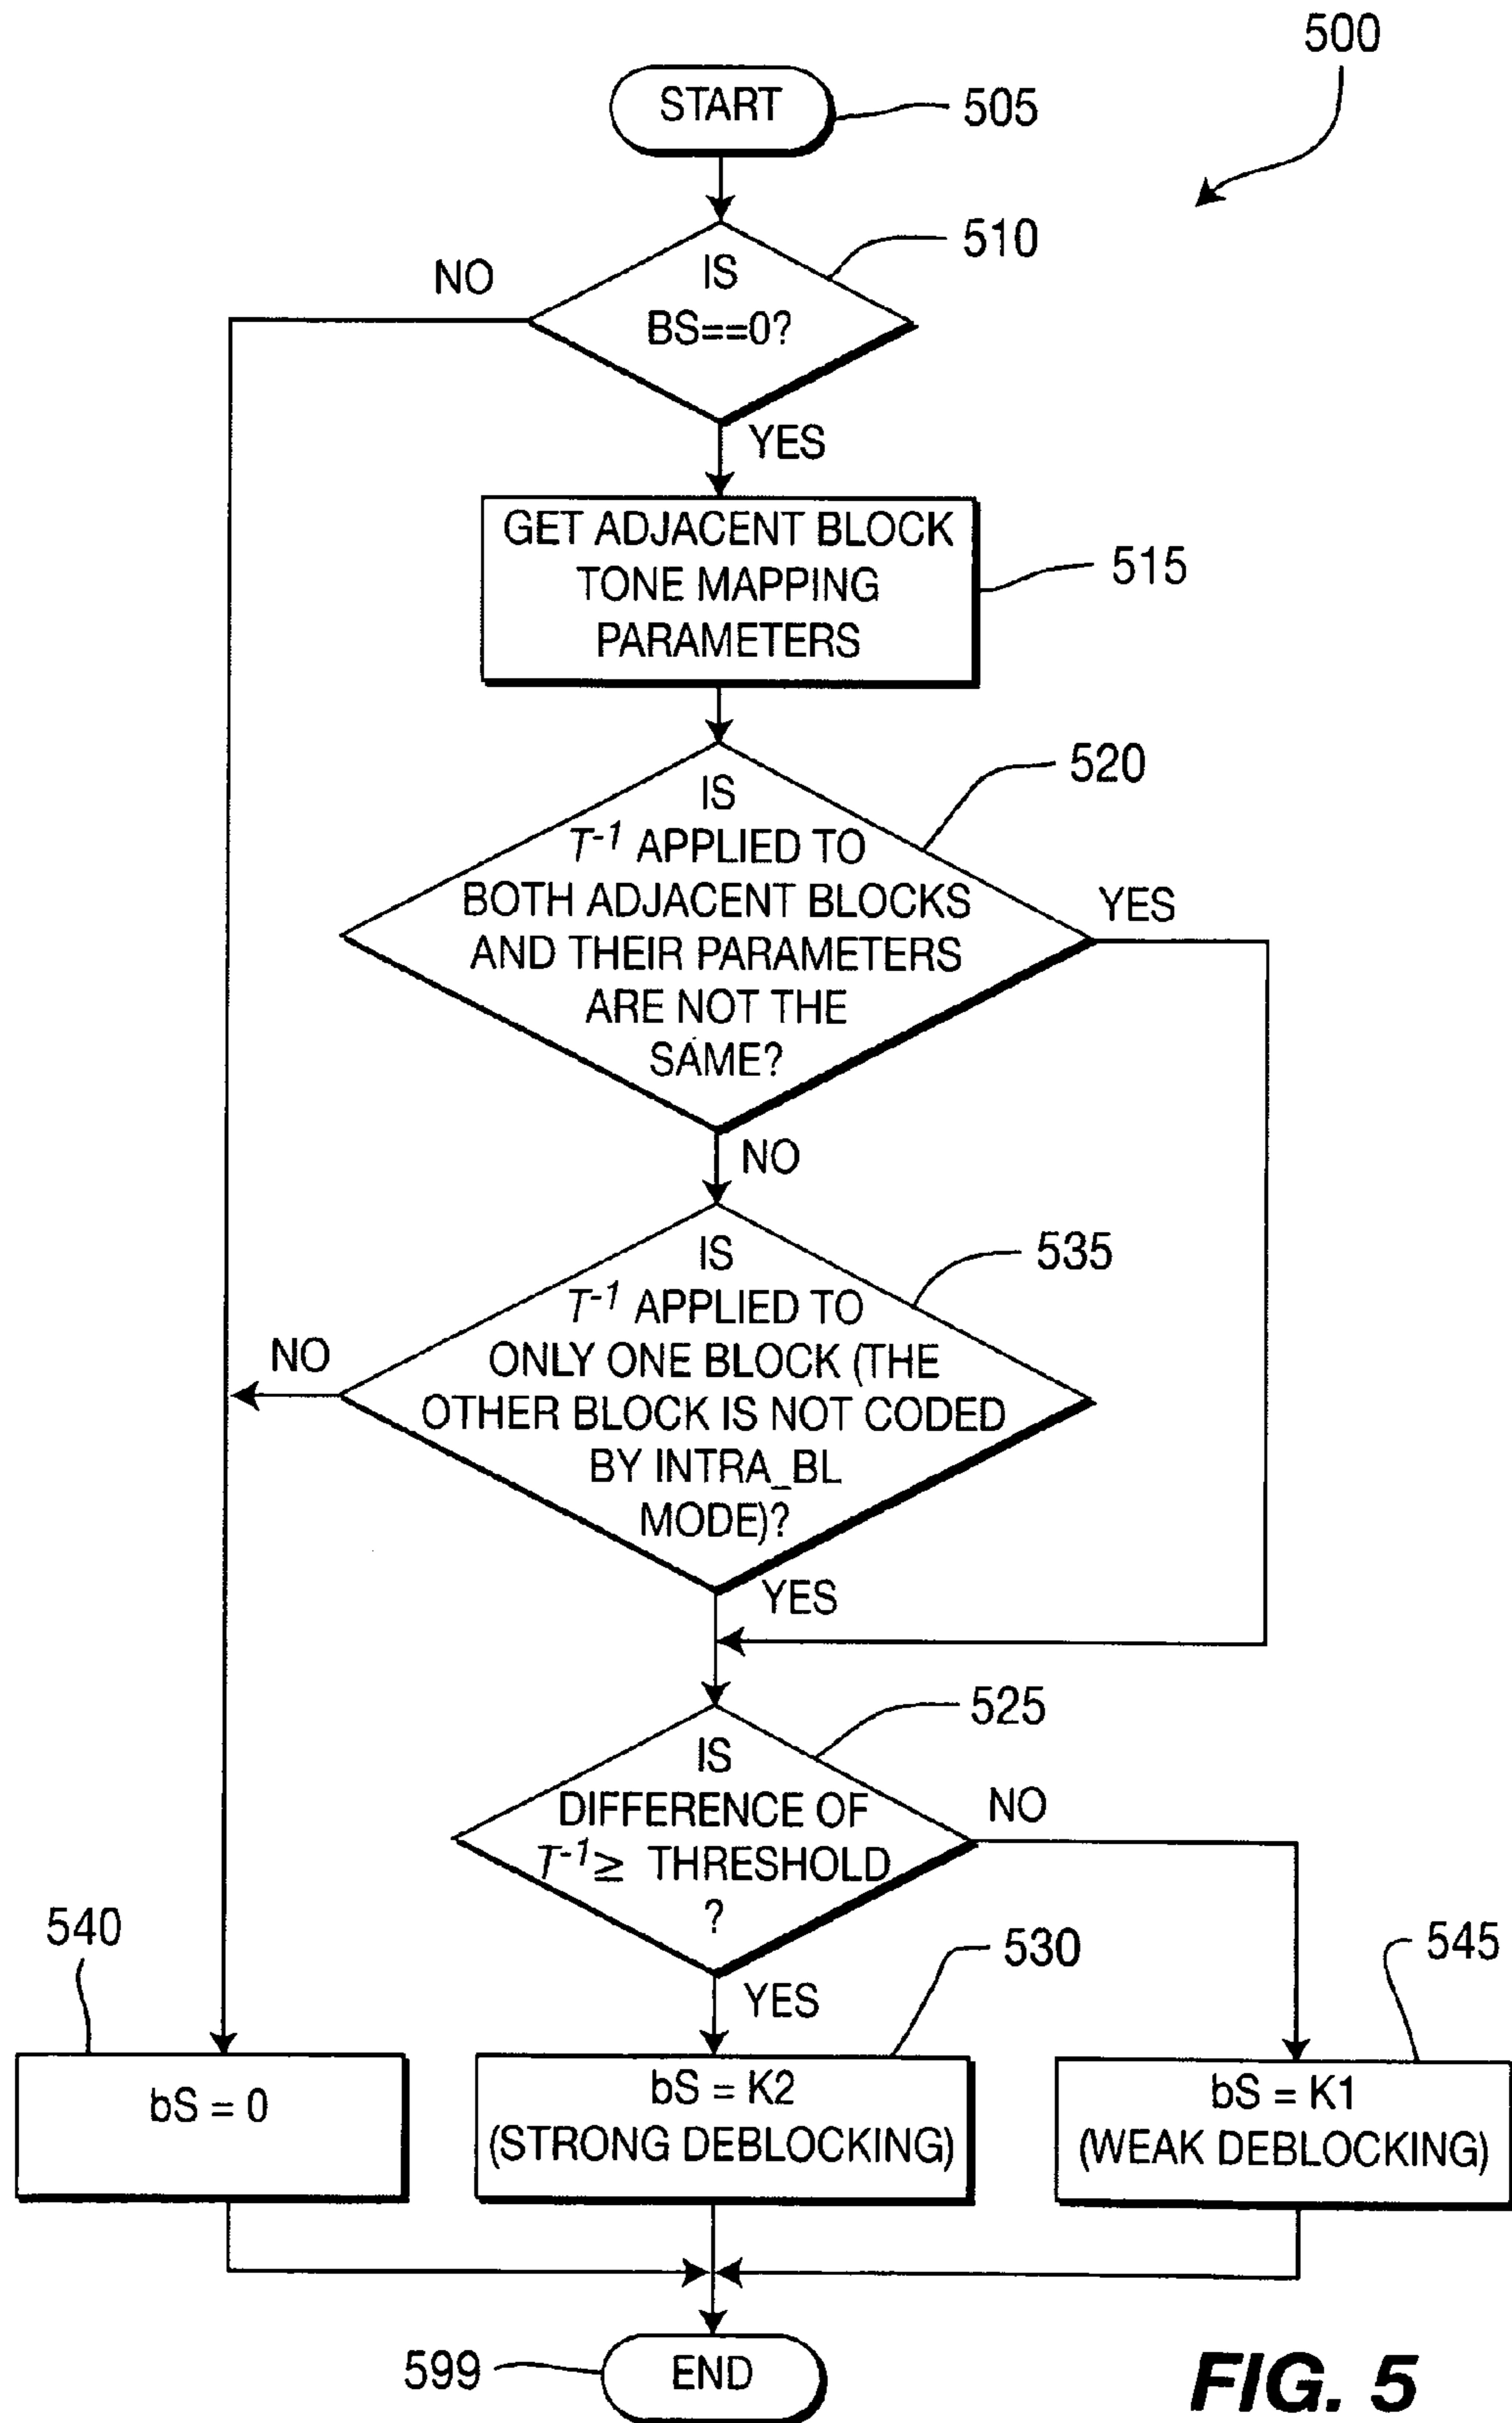 500
START
505
510
IS
BS==0?
NO
YES
GET ADJACENT BLOCK
TONE MAPPING
PARAMETERS
515
520
IS
T-1 APPLIED TO
BOTH ADJACENT BLOCKS
AND THEIR PARAMETERS
ARE NOT THE
SAME?
YES
NO
535
IS
T-1 APPLIED TO
ONLY ONE BLOCK (THE
OTHER BLOCK IS NOT CODED
BY INTRA_BL
MODE)?
NO
YES
525
IS
DIFFERENCE OF
T-1 ≥ THRESHOLD
?
NO
YES
540
bS = 0
530
bS = K2
(STRONG DEBLOCKING)
545
bS = K1
(WEAK DEBLOCKING)
599
END
FIG. 5